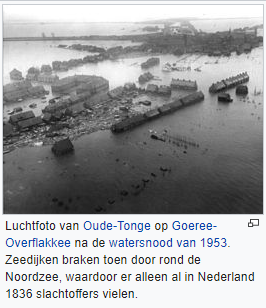 Luchtfoto van Oude-Tonge op Goeree-
Overflakkee na de watersnood van 1953.
Zeedijken braken toen door rond de
Noordzee, waardoor er alleen al in Nederland
1836 slachtoffers vielen.